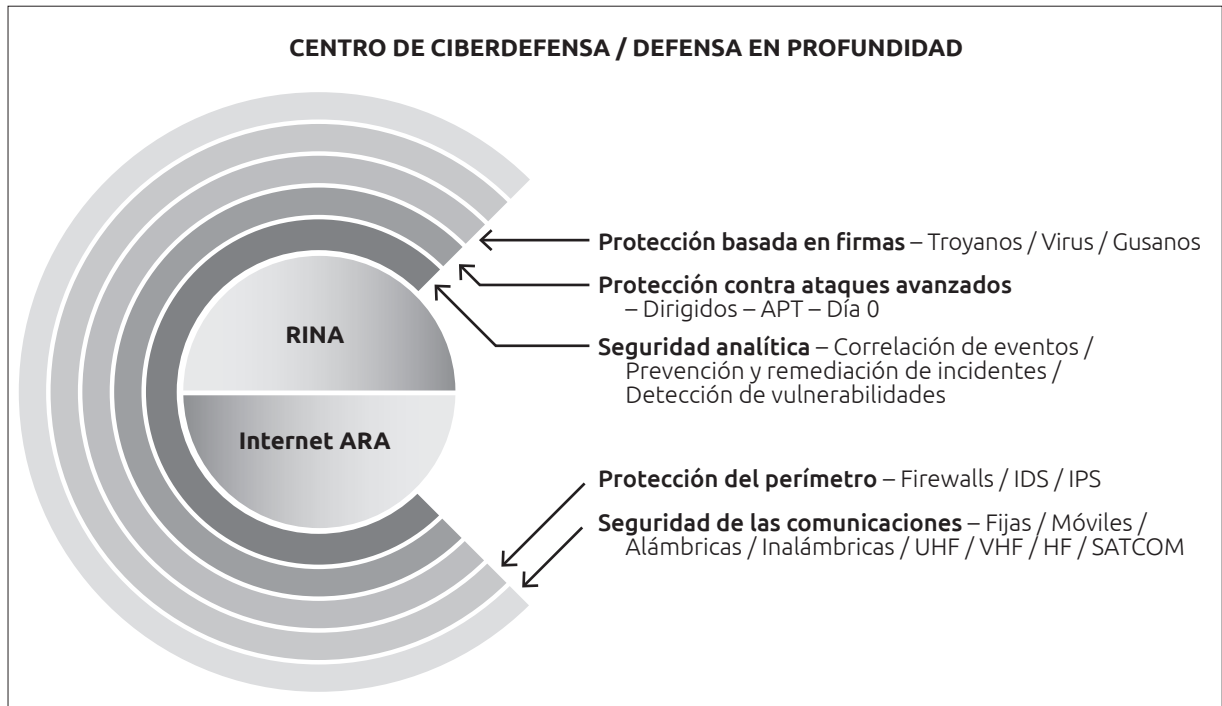 CENTRO DE CIBERDEFENSA / DEFENSA EN PROFUNDIDAD
RINA
Internet ARA
Protección basada en firmas – Troyanos / Virus / Gusanos
Protección contra ataques avanzados
– Dirigidos – APT – Día 0
Seguridad analítica – Correlación de eventos /
Prevención y remediación de incidentes /
Detección de vulnerabilidades
Protección del perímetro – Firewalls / IDS / IPS
Seguridad de las comunicaciones – Fijas / Móviles /
Alámbricas / Inalámbricas / UHF / VHF / HF / SATCOM